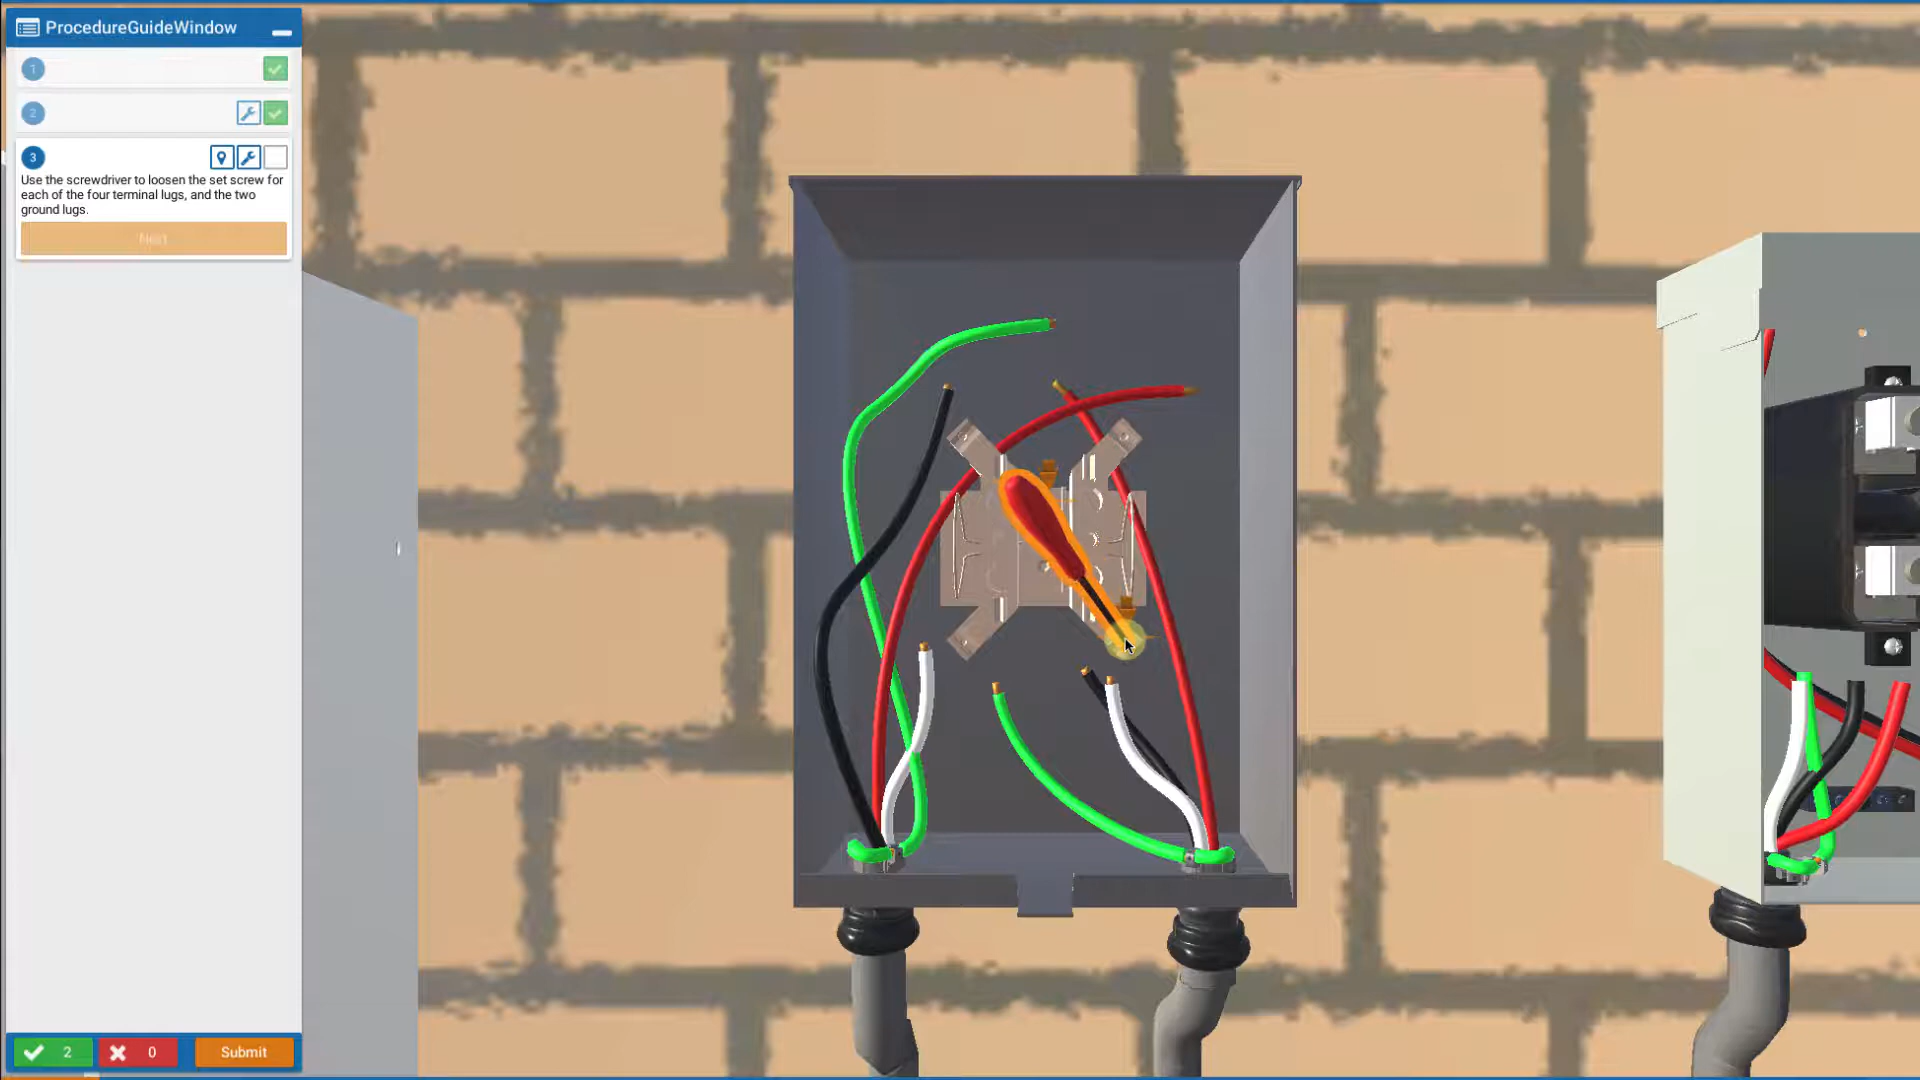 ProcedureGuideWindow
1
2
3
Use the screwdriver to loosen the set screw for
each of the four terminal lugs, and the two
ground lugs.
Next
2
0
Submit